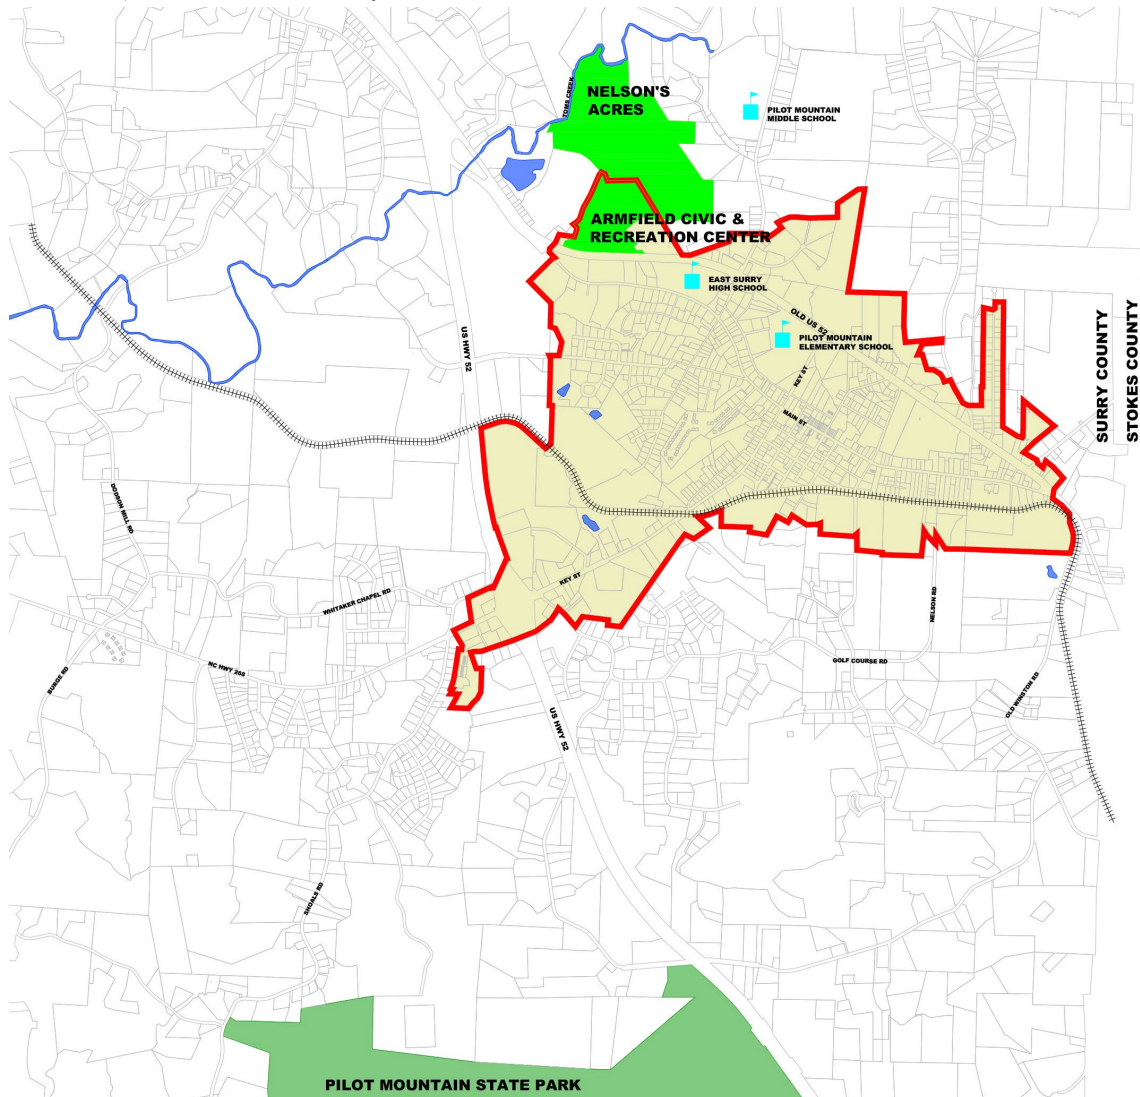 TOMS CREEK
NELSON'S
ACRES
PILOT MOUNTAIN
MIDDLE SCHOOL
ARMFIELD CIVIC &
RECREATION CENTER
EAST SURRY
HIGH SCHOOL
OLD US 52
PILOT MOUNTAIN
ELEMENTARY SCHOOL
US HWY 52
KEY ST
MAIN ST
SURRY COUNTY
STOKES COUNTY
DODSON MILL RD
KEY ST
WHITAKER CHAPEL RD
NELSON RD
NC HWY 268
BURGE RD
GOLF COURSE RD
OLD WINSTON RD
US HWY 52
SHOALS RD
PILOT MOUNTAIN STATE PARK